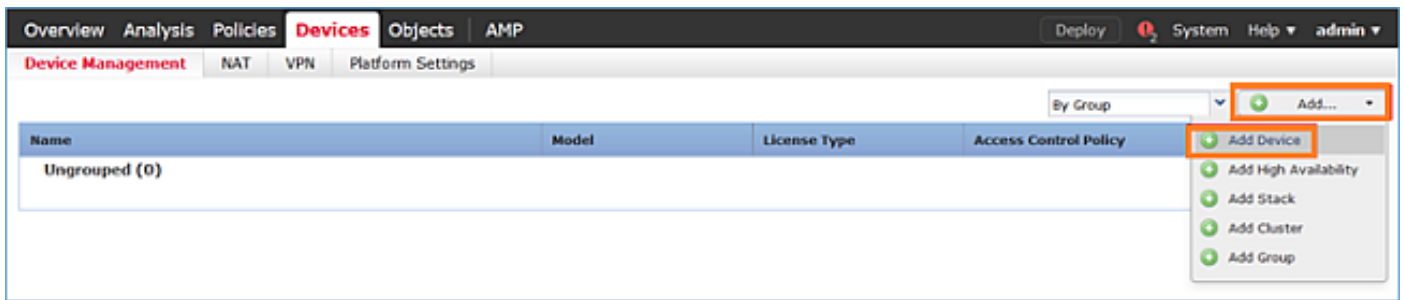 Overview Analysis Policies Devices Objects AMP Deploy 2 System Help admin
Device Management NAT VPN Platform Settings
By Group Add...
Name Model License Type Access Control Policy Add Device
Ungrouped (0) Add High Availability
Add Stack
Add Cluster
Add Group